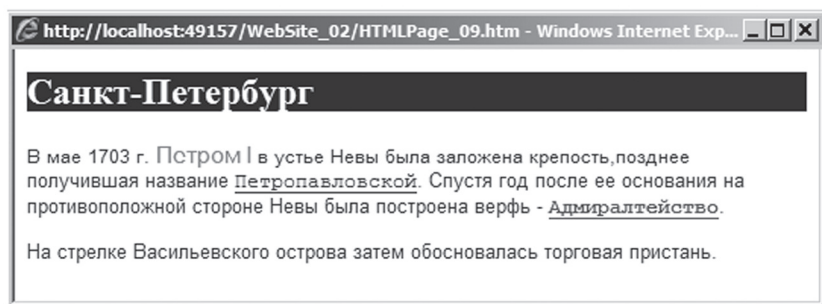 http://localhost:49157/WebSite_02/HTMLPage_09.htm - Windows Internet Exp...
Санкт-Петербург
В мае 1703 г. Петром I в устье Невы была заложена крепость,позднее
получившая название Петропавловской. Спустя год после ее основания на
противоположной стороне Невы была построена верфь - Адмиралтейство.
На стрелке Васильевского острова затем обосновалась торговая пристань.